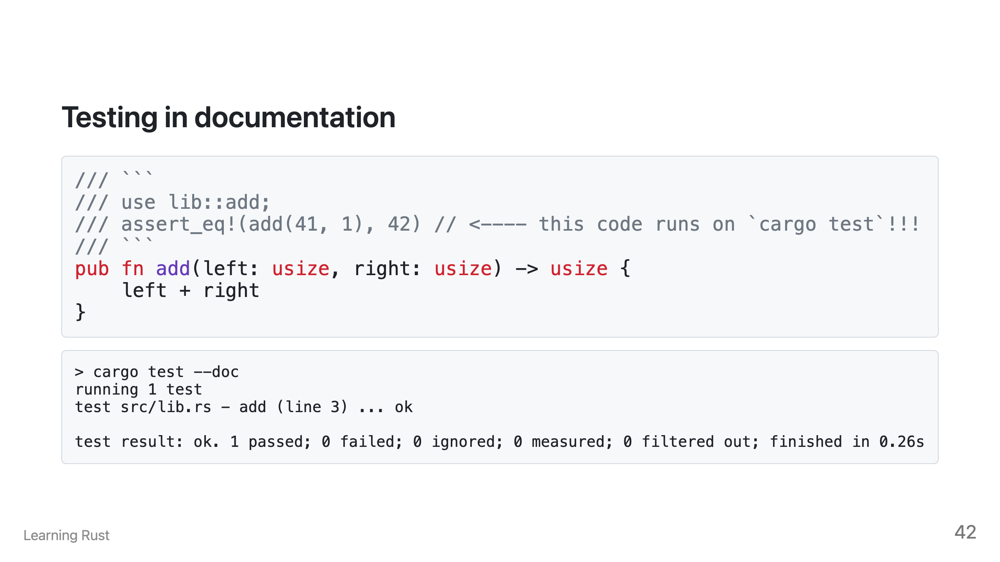 Testing in documentation
/// ```
/// use lib::add;
/// assert_eq!(add(41, 1), 42) // <---- this code runs on `cargo test`!!!
/// ```
pub fn add(left: usize, right: usize) -> usize {
    left + right
}
> cargo test --doc
running 1 test
test src/lib.rs - add (line 3) ... ok
test result: ok. 1 passed; 0 failed; 0 ignored; 0 measured; 0 filtered out; finished in 0.26s
Learning Rust
42